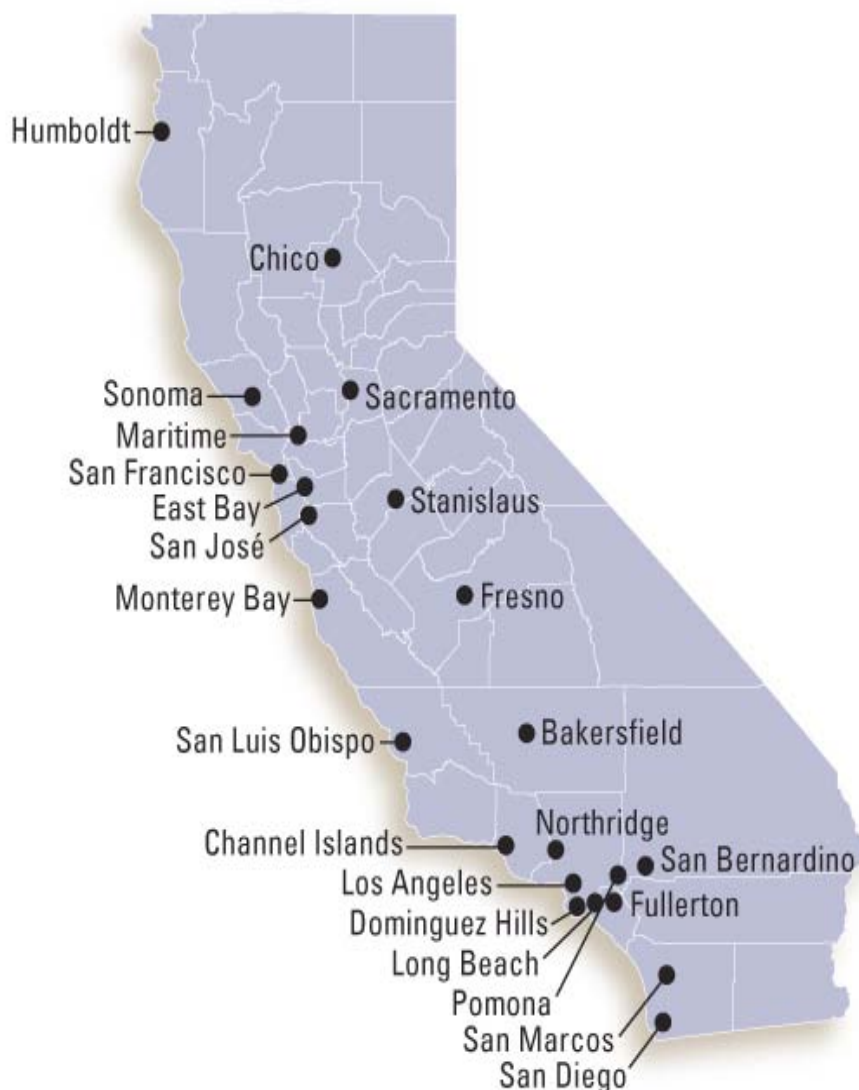 Humboldt
Chico
Sonoma
Sacramento
Maritime
San Francisco
East Bay
Stanislaus
San José
Monterey Bay
Fresno
San Luis Obispo
Bakersfield
Channel Islands
Northridge
San Bernardino
Los Angeles
Fullerton
Dominguez Hills
Long Beach
Pomona
San Marcos
San Diego